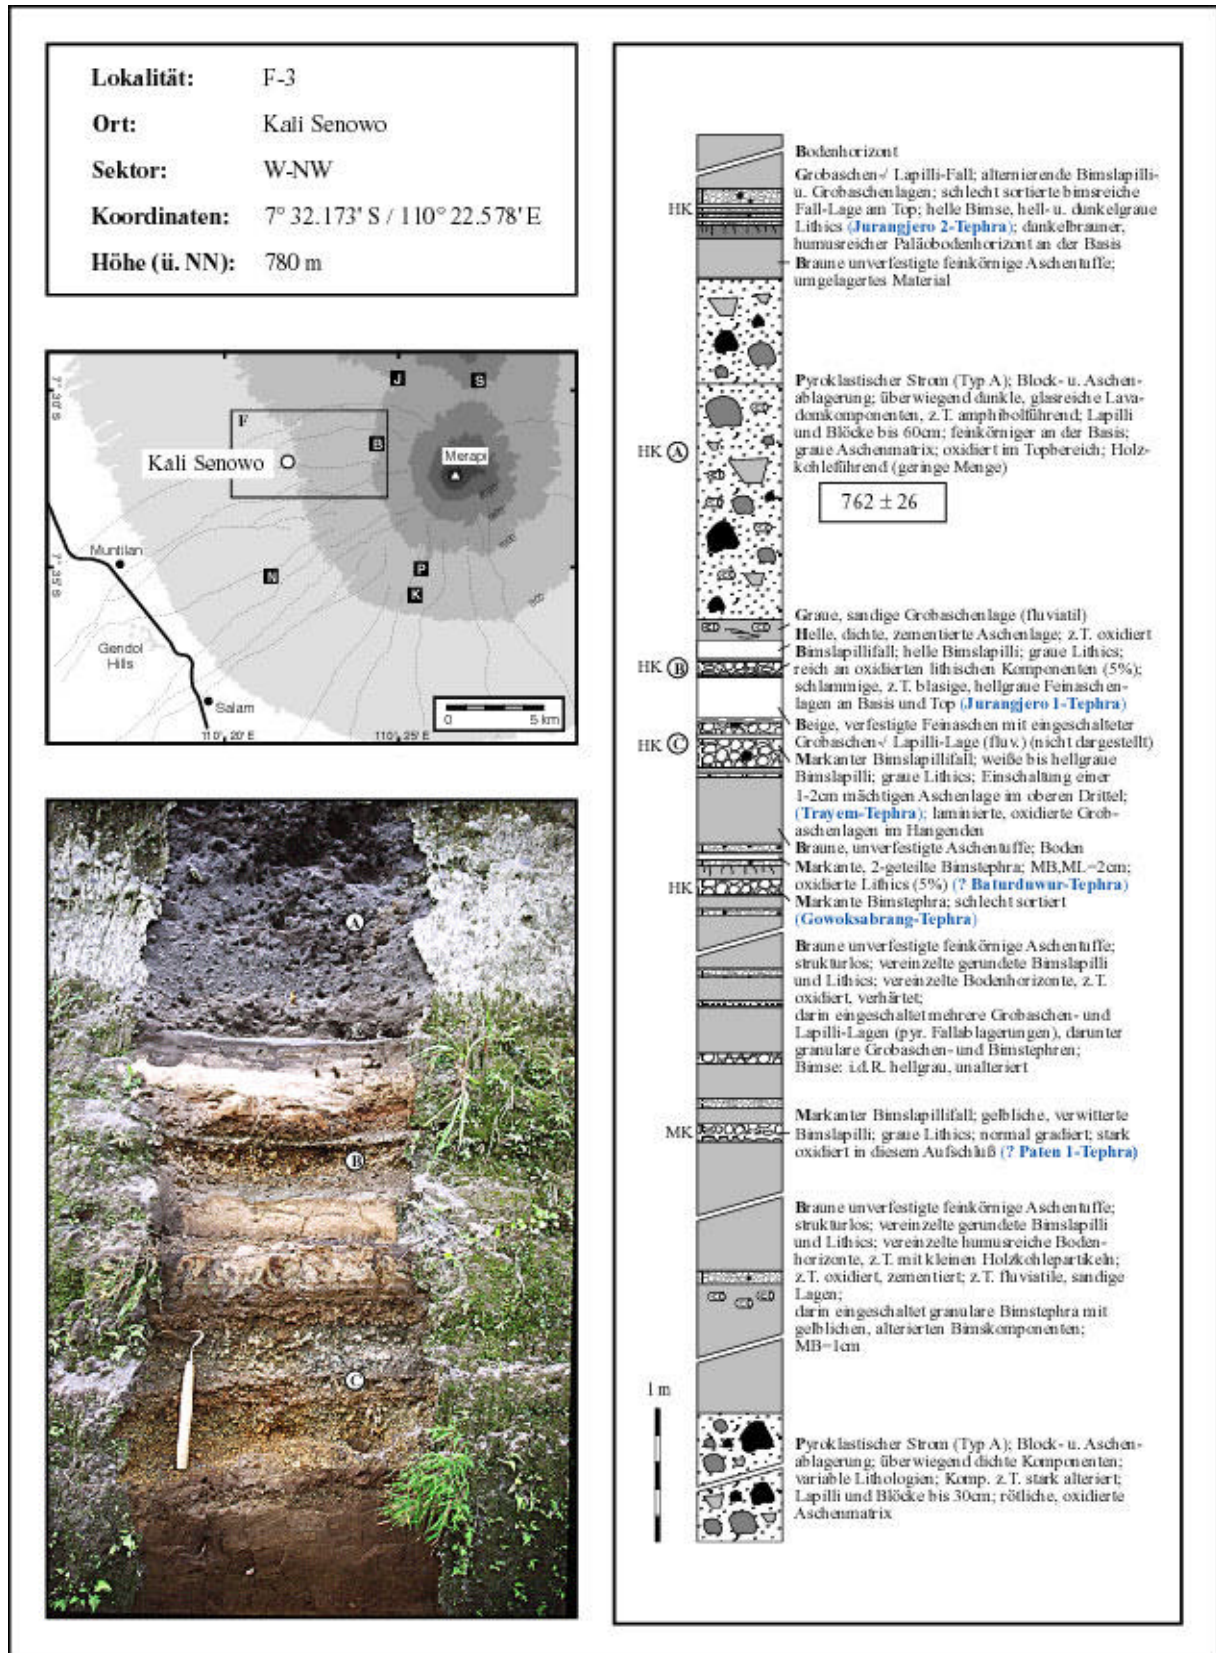 Lokalität: F-3
Ort: Kali Senowo
Sektor: W-NW
Koordinaten: 7° 32.173' S / 110° 22.578' E
Höhe (ü. NN): 780 m
7° 30' S
J
S
F
B
Merapi
Kali Senowo
Muntilan
7° 35' S
N
P
K
Gendol
Hills
Salam
0 5 km
110° 20' E
110° 25' E
A
B
C
Bodenhorizont
Grobaschen-/ Lapilli-Fall; alternierende Bimslapilli-
u. Grobaschenlagen; schlecht sortierte bimsreiche
HK
Fall-Lage am Top; helle Bimse, hell- u. dunkelgraue
Lithics (Jurangjero 2-Tephra); dunkelbrauner,
humusreicher Paläobodenhorizont an der Basis
Braune unverfestigte feinkörnige Aschentuffe;
umgelagertes Material
Pyroklastischer Strom (Typ A); Block- u. Aschen-
ablagerung; überwiegend dunkle, glasreiche Lava-
domkomponenten, z.T. amphibolführend; Lapilli
und Blöcke bis 60cm; feinkörniger an der Basis;
HK A
graue Aschenmatrix; oxidiert im Topbereich; Holz-
kohleführend (geringe Menge)
762 ± 26
Graue, sandige Grobaschenlage (fluviatil)
Helle, dichte, zementierte Aschenlage; z.T. oxidiert
Bimslapillifall; helle Bimslapilli; graue Lithics;
HK B
reich an oxidierten lithischen Komponenten (5%);
schlammige, z.T. blasige, hellgraue Feinaschen-
lagen an Basis und Top (Jurangjero 1-Tephra)
Beige, verfestigte Feinaschen mit eingeschalteter
HK C
Grobaschen-/ Lapilli-Lage (fluv.) (nicht dargestellt)
Markanter Bimslapillifall; weiße bis hellgraue
Bimslapilli; graue Lithics; Einschaltung einer
1-2cm mächtigen Aschenlage im oberen Drittel;
(Trayem-Tephra); laminierte, oxidierte Grob-
aschenlagen im Hangenden
Braune, unverfestigte Aschentuffe; Boden
Markante, 2-geteilte Bimstephra; MB,ML=2cm;
HK
oxidierte Lithics (5%) (? Baturduwur-Tephra)
Markante Bimstephra; schlecht sortiert
(Gowoksabrang-Tephra)
Braune unverfestigte feinkörnige Aschentuffe;
strukturlos; vereinzelte gerundete Bimslapilli
und Lithics; vereinzelte Bodenhorizonte, z.T.
oxidiert, verhärtet;
darin eingeschaltet mehrere Grobaschen- und
Lapilli-Lagen (pyr. Fallablagerungen), darunter
granulare Grobaschen- und Bimstephren;
Bimse: i.d.R. hellgrau, unalteriert
Markanter Bimslapillifall; gelbliche, verwitterte
MK
Bimslapilli; graue Lithics; normal gradiert; stark
oxidiert in diesem Aufschluß (? Paten 1-Tephra)
Braune unverfestigte feinkörnige Aschentuffe;
strukturlos; vereinzelte gerundete Bimslapilli
und Lithics; vereinzelte humusreiche Boden-
horizonte, z.T. mit kleinen Holzkohlepartikeln;
z.T. oxidiert, zementiert; z.T. fluviatile, sandige
Lagen;
darin eingeschaltet granulare Bimstephra mit
gelblichen, alterierten Bimskomponenten;
MB=1cm
1 m
Pyroklastischer Strom (Typ A); Block- u. Aschen-
ablagerung; überwiegend dichte Komponenten;
variable Lithologien; Komp. z.T. stark alteriert;
Lapilli und Blöcke bis 30cm; rötliche, oxidierte
Aschenmatrix